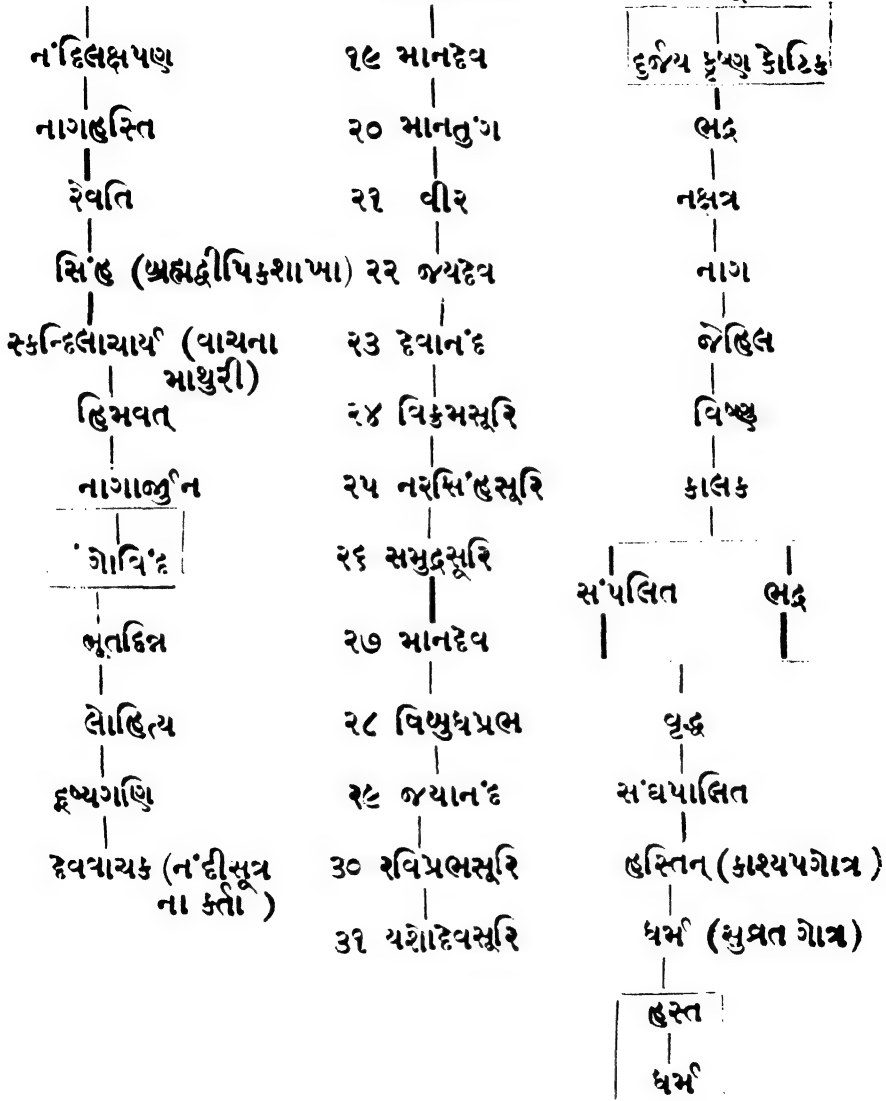 નંદિલક્ષપણ ૧૯ માનદેવ દુર્જય કૃષ્ણ કોટિક
નાગહસ્તિ ૨૦ માનતુંગ ભદ્ર
રેવતિ ૨૧ વીર નક્ષત્ર
સિંહ (બ્રહ્મદ્વીપિકશાખા) ૨૨ જયદેવ નાગ
સ્કન્દિલાચાર્ય (વાચના ૨૩ દેવાનંદ જેહિલ
માથુરી)
હિમવત્ ૨૪ વિક્રમસૂરિ વિષ્ણુ
નાગાર્જુન ૨૫ નરસિંહસૂરિ કાલક
ગોવિંદ ૨૬ સમુદ્રસૂરિ
સંપલિત ભદ્ર
ભૂતદિન્ન ૨૭ માનદેવ
લોહિત્ય ૨૮ વિબુધપ્રભ વૃદ્ધ
દૂષ્યગણિ ૨૯ જયાનંદ સંઘપાલિત
દેવવાચક (નંદીસૂત્ર ૩૦ રવિપ્રભસૂરિ હસ્તિન્ (કાશ્યપગોત્ર)
ના કર્તા)
૩૧ યશોદેવસૂરિ ધર્મ (સુવ્રત ગોત્ર)
હસ્ત
ધર્મ